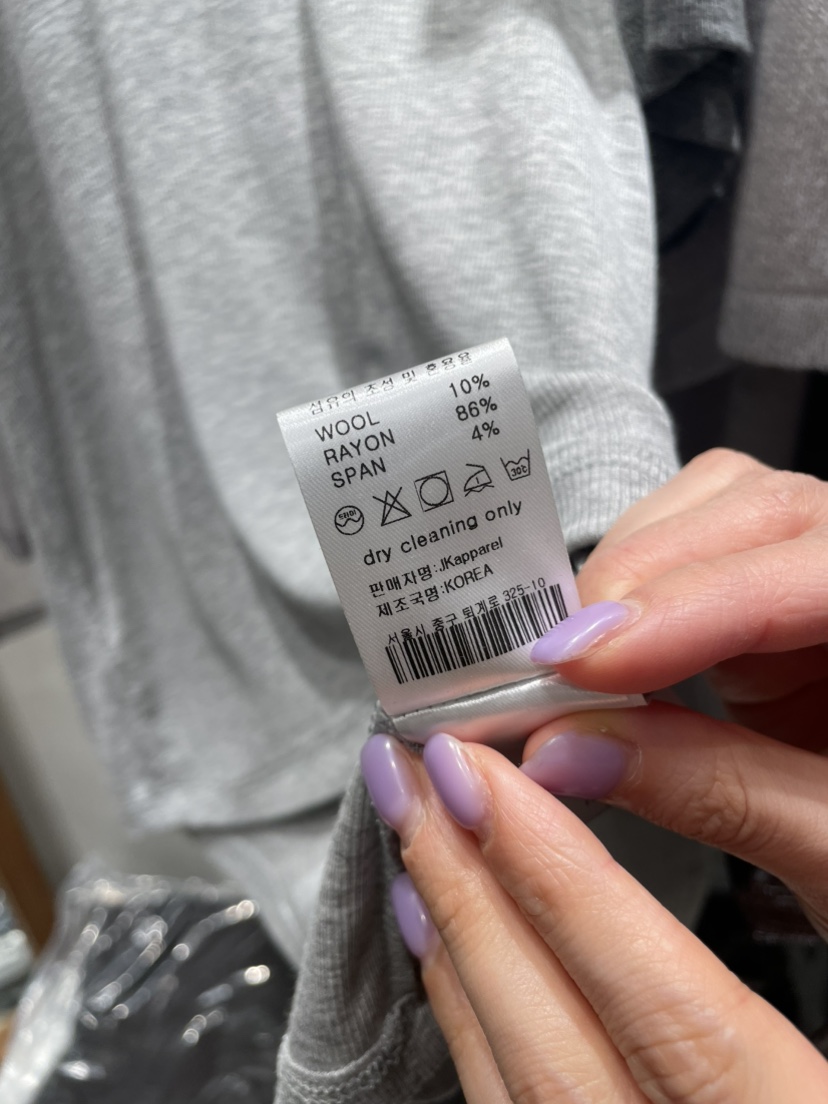 섬유의 조성 및 혼용율
WOOL 10%
RAYON 86%
SPAN 4%
드라이
30℃
dry cleaning only
판매자명:JKapparel
제조국명:KOREA
서울시 중구 퇴계로 325-10